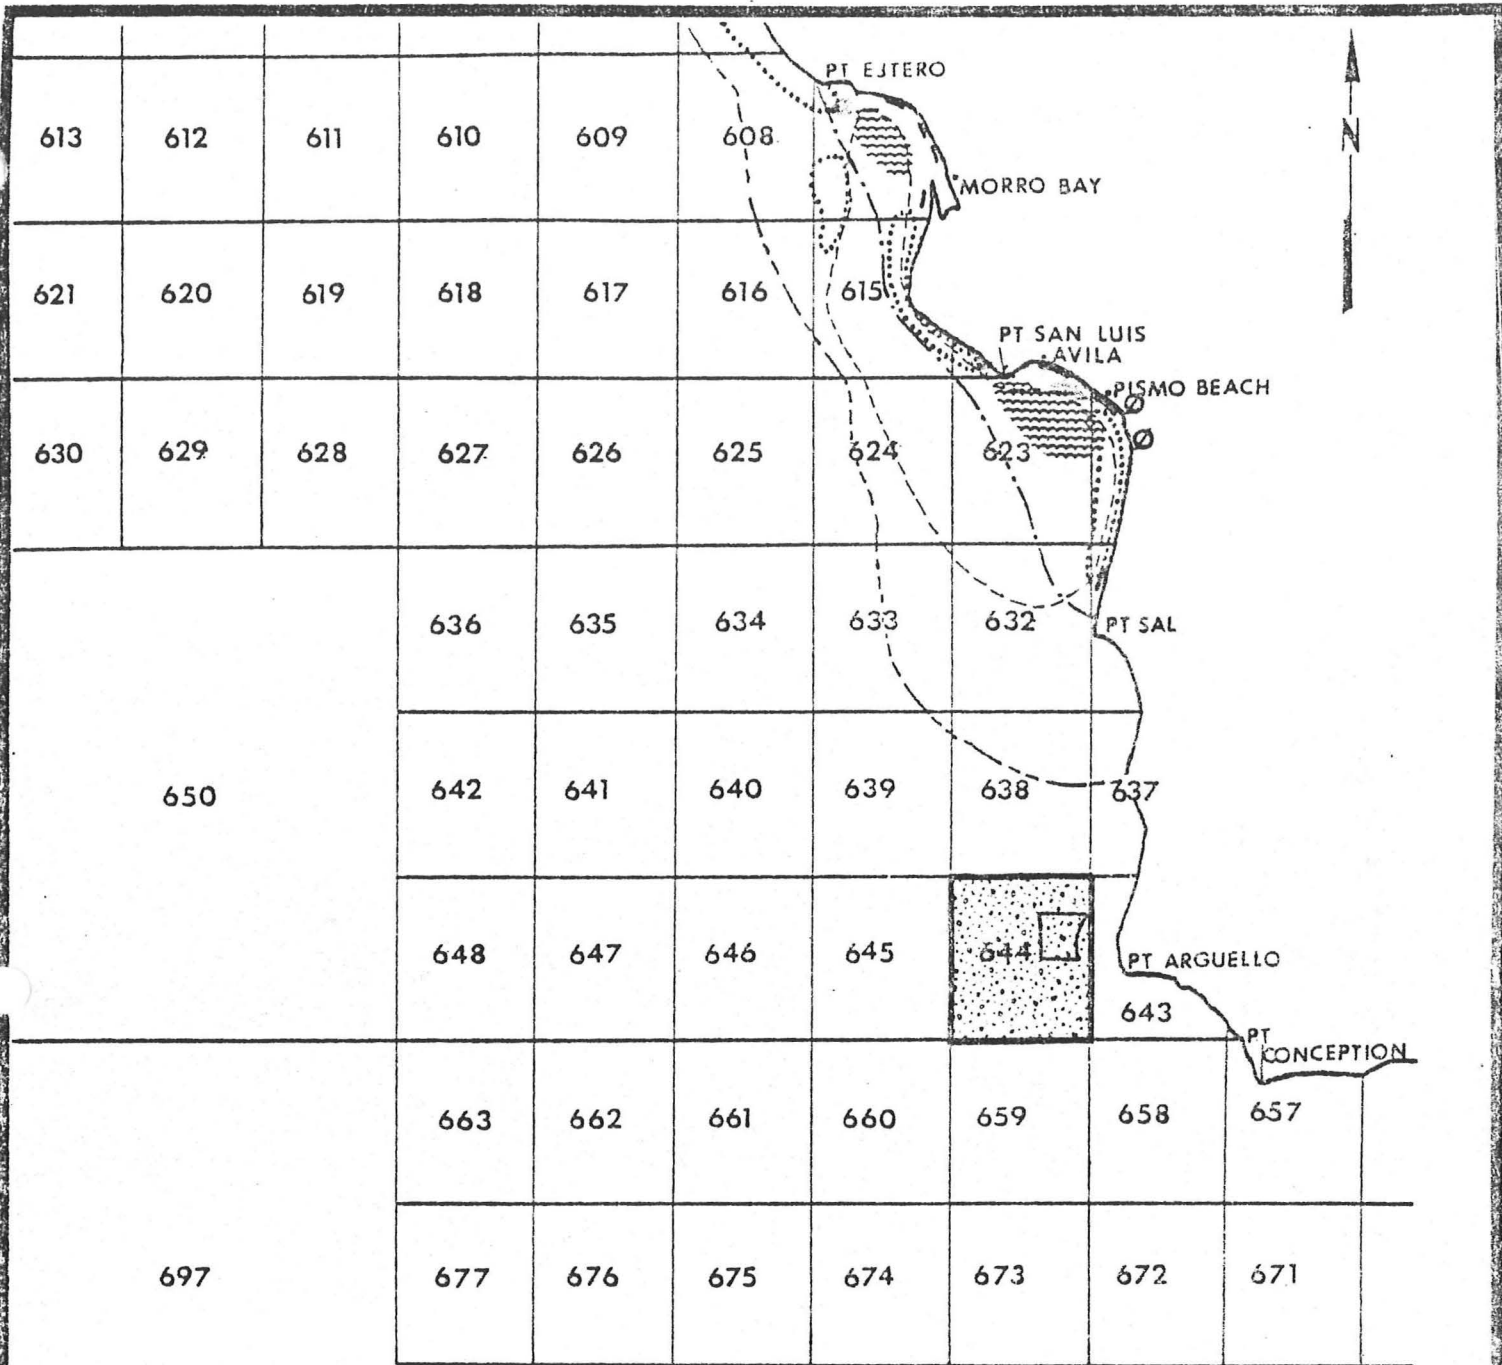 PT ESTERO
N
613 612 611 610 609 608
MORRO BAY
621 620 619 618 617 616 615
PT SAN LUIS
AVILA
PISMO BEACH
630 629 628 627 626 625 624 623
636 635 634 633 632
PT SAL
650 642 641 640 639 638 637
648 647 646 645 644
PT ARGUELLO
643
PT
CONCEPTION
663 662 661 660 659 658 657
697 677 676 675 674 673 672 671